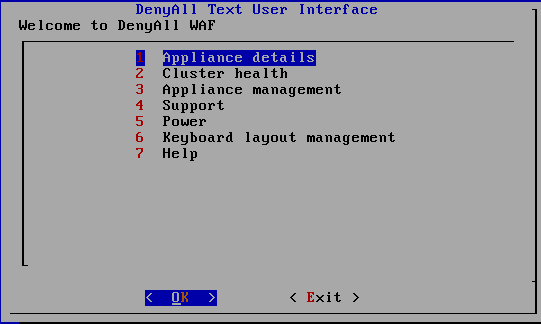 DenyAll Text User Interface
Welcome to DenyAll WAF
1 Appliance details
2 Cluster health
3 Appliance management
4 Support
5 Power
6 Keyboard layout management
7 Help
< OK > < Exit >